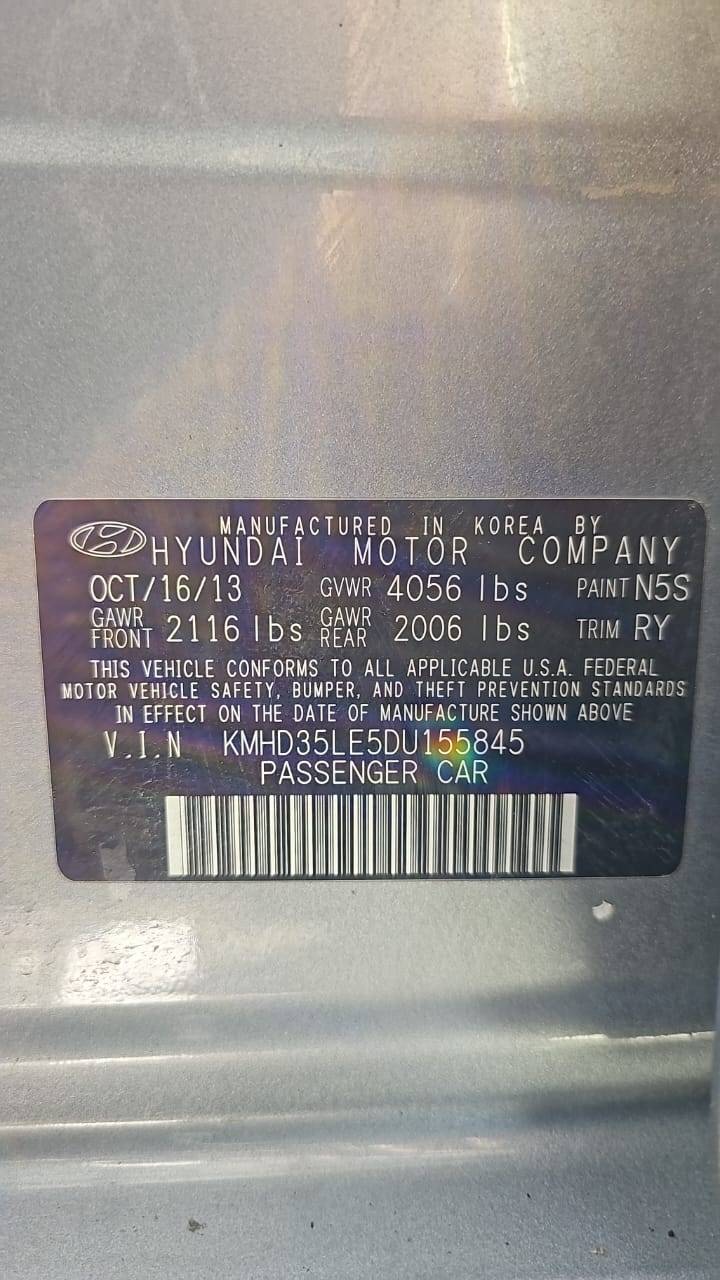 MANUFACTURED IN KOREA BY
HYUNDAI MOTOR COMPANY
OCT/16/13 GVWR 4056 lbs PAINT N5S
GAWR FRONT 2116 lbs GAWR REAR 2006 lbs TRIM RY
THIS VEHICLE CONFORMS TO ALL APPLICABLE U.S.A. FEDERAL
MOTOR VEHICLE SAFETY, BUMPER, AND THEFT PREVENTION STANDARDS
IN EFFECT ON THE DATE OF MANUFACTURE SHOWN ABOVE
V.I.N KMHD35LE5DU155845
PASSENGER CAR